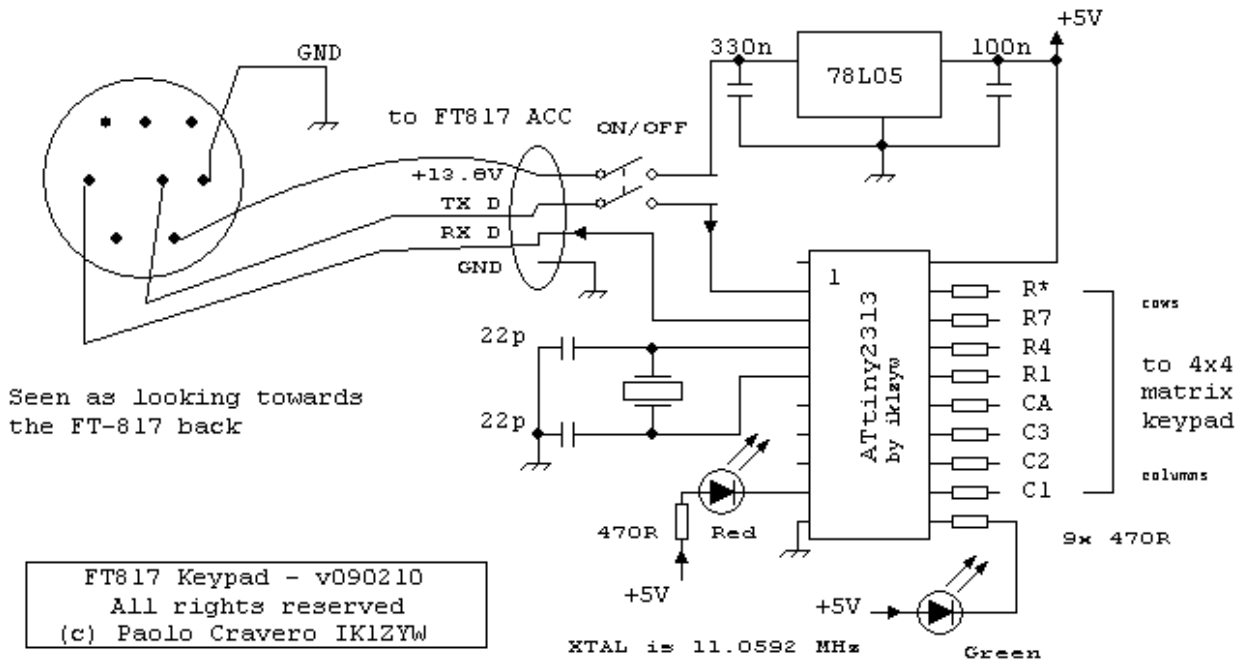 +5V
GND
330n
100n
78L05
to FT817 ACC
ON/OFF
+13.8V
TX D
RX D
GND
1
ATtiny2313
by ik1zyw
R*
R7
R4
R1
CA
C3
C2
C1
rows
to 4x4
matrix
keypad
columns
22p
22p
Seen as looking towards
the FT-817 back
470R
Red
9x 470R
+5V
+5V
Green
XTAL is 11.0592 MHz
FT817 Keypad - v090210
All rights reserved
(c) Paolo Cravero IK1ZYW